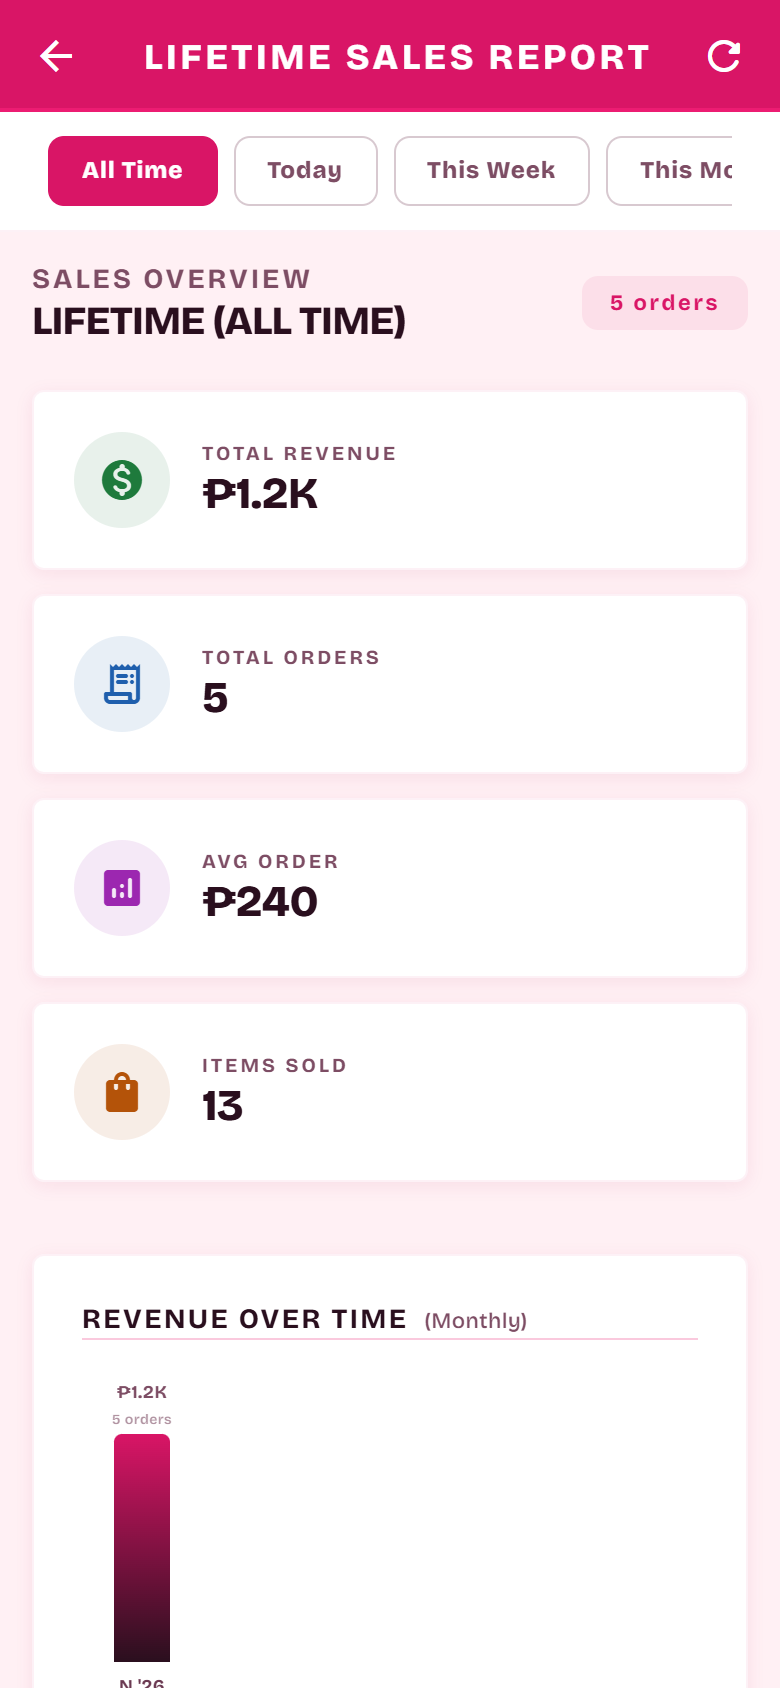 LIFETIME SALES REPORT
All Time
Today
This Week
SALES OVERVIEW
LIFETIME (ALL TIME)
5 orders
TOTAL REVENUE
₱1.2K
TOTAL ORDERS
5
AVG ORDER
₱240
ITEMS SOLD
13
REVENUE OVER TIME (Monthly)
₱1.2K
5 orders